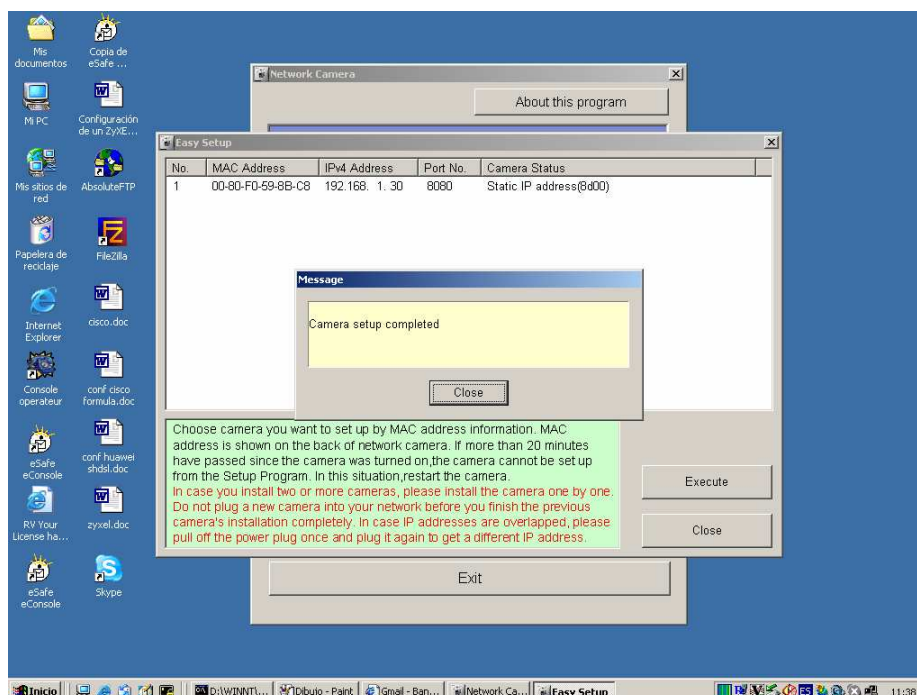 Mis documentos
Copia de eSafe ...
Mi PC
Configuración de un ZyXE...
Mis sitios de red
AbsoluteFTP
Papelera de reciclaje
FileZilla
Internet Explorer
cisco.doc
Console operateur
conf cisco formula.doc
eSafe eConsole
conf huawei shdsl.doc
RV Your License ha...
zyxel.doc
eSafe eConsole
Skype
Network Camera
About this program
Easy Setup
No. MAC Address IPv4 Address Port No. Camera Status
1 00-80-F0-59-8B-C8 192.168. 1. 30 8080 Static IP address(8d00)
Message
Camera setup completed
Close
Choose camera you want to set up by MAC address information. MAC
address is shown on the back of network camera. If more than 20 minutes
have passed since the camera was turned on,the camera cannot be set up
from the Setup Program. In this situation,restart the camera.
In case you install two or more cameras, please install the camera one by one.
Do not plug a new camera into your network before you finish the previous
camera's installation completely. In case IP addresses are overlapped, please
pull off the power plug once and plug it again to get a different IP address.
Execute
Close
Exit
Inicio D:\WINNT\... Dibujo - Paint Gmail - Ban... Network Ca... Easy Setup 11:38